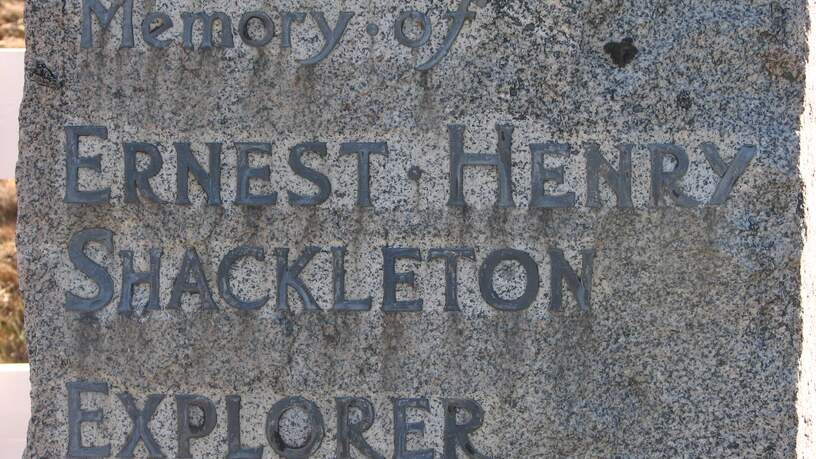 Memory · of
ERNEST · HENRY
SHACKLETON
EXPLORER